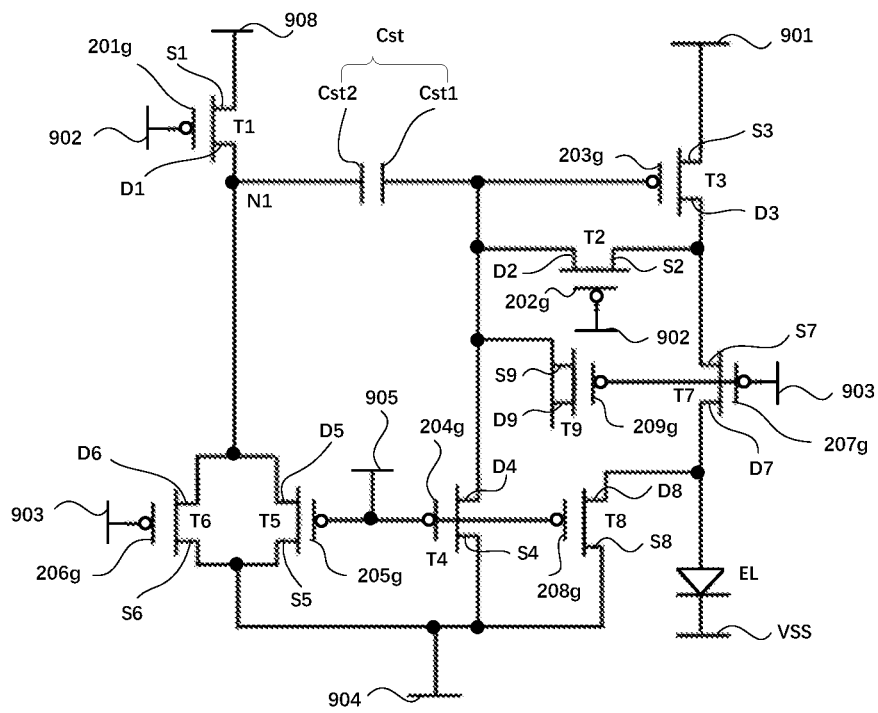 908
901
Cst
201g
S1
Cst2
Cst1
902
T1
S3
203g
T3
D1
N1
D3
T2
D2
S2
202g
902
S7
S9
T7
903
905
D9
T9
209g
D7
207g
204g
D5
D6
D4
D8
903
T6
T5
T8
T4
S4
S8
206g
205g
208g
EL
S6
S5
VSS
904